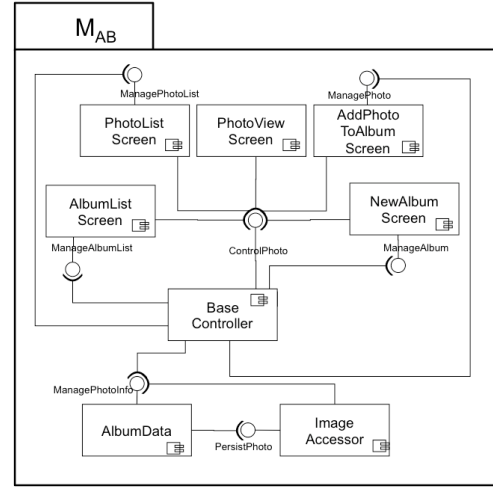 M_AB
ManagePhotoList
ManagePhoto
PhotoList
Screen
PhotoView
Screen
AddPhoto
ToAlbum
Screen
AlbumList
Screen
NewAlbum
Screen
ManageAlbumList
ControlPhoto
ManageAlbum
Base
Controller
ManagePhotoInfo
AlbumData
PersistPhoto
Image
Accessor